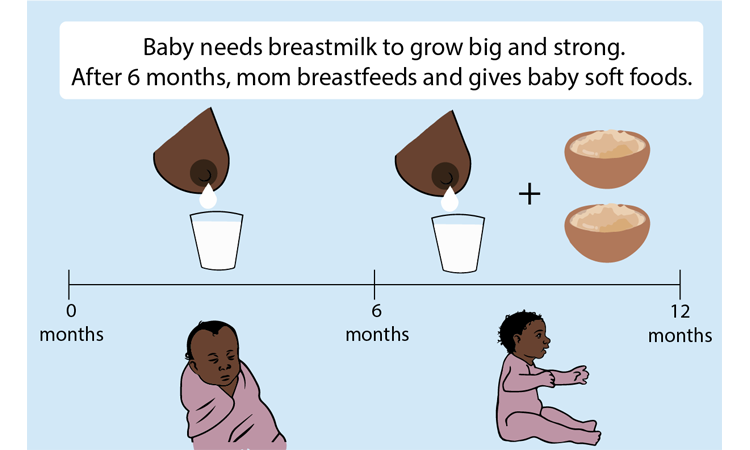 Baby needs breastmilk to grow big and strong.
After 6 months, mom breastfeeds and gives baby soft foods.
+
0 months
6 months
12 months